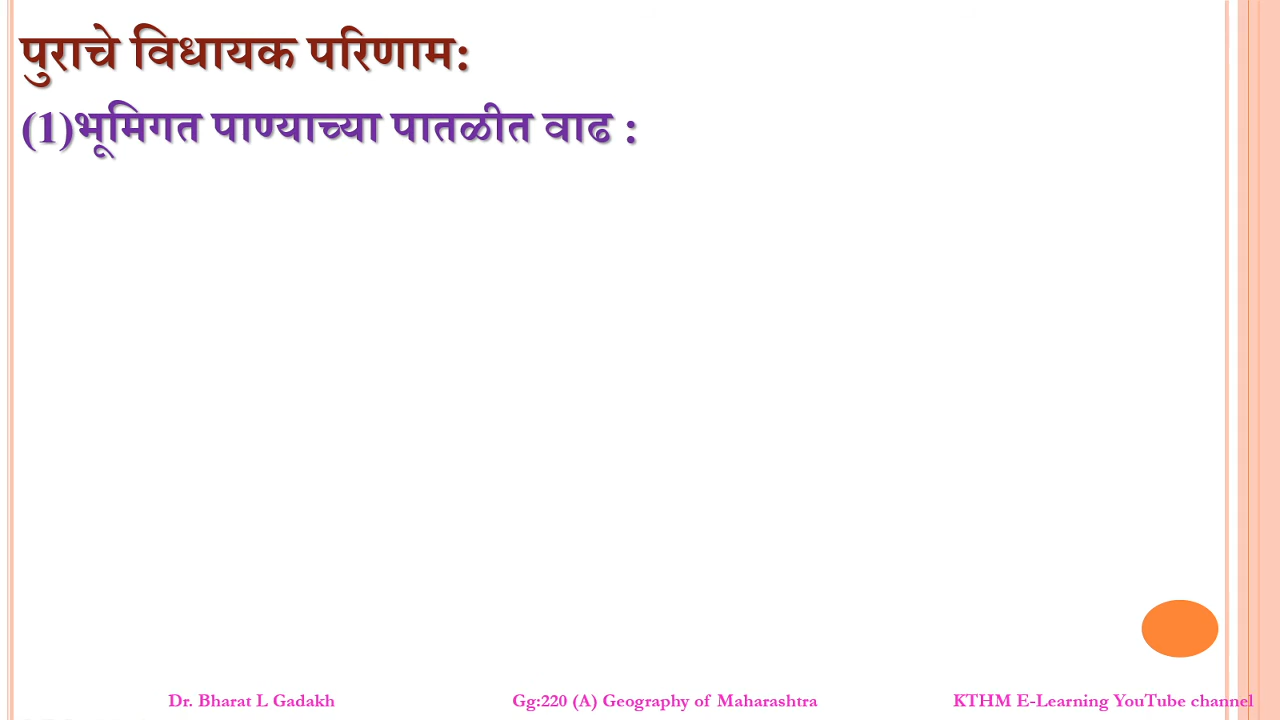 पुराचे विधायक परिणाम:
(1)भूमिगत पाण्याच्या पातळीत वाढ :
Dr. Bharat L Gadakh Gg:220 (A) Geography of Maharashtra KTHM E-Learning YouTube channel